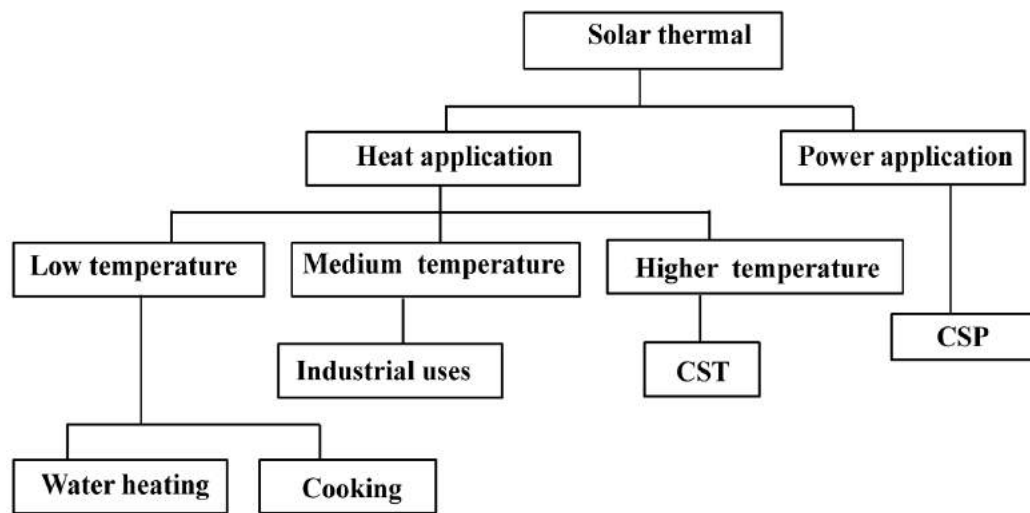 Solar thermal
Heat application
Power application
Low temperature
Medium temperature
Higher temperature
Industrial uses
CST
CSP
Water heating
Cooking